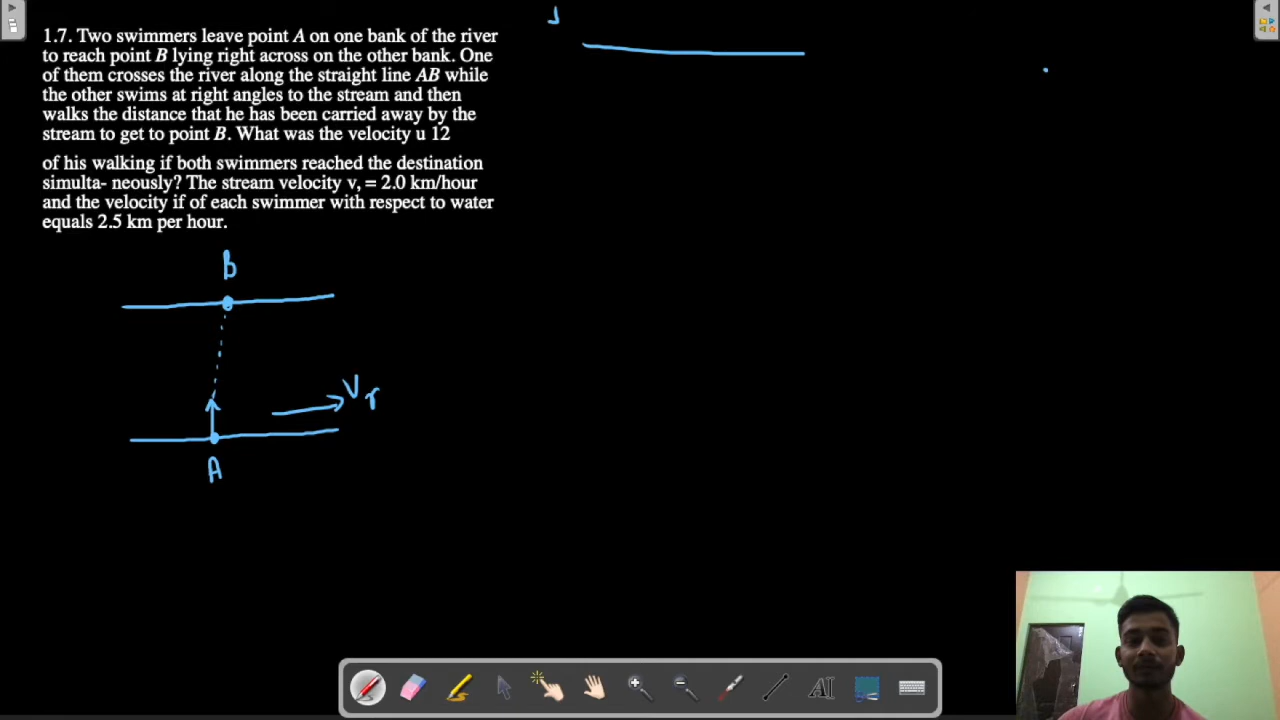 1.7. Two swimmers leave point A on one bank of the river
to reach point B lying right across on the other bank. One
of them crosses the river along the straight line AB while
the other swims at right angles to the stream and then
walks the distance that he has been carried away by the
stream to get to point B. What was the velocity u 12
of his walking if both swimmers reached the destination
simulta- neously? The stream velocity v, = 2.0 km/hour
and the velocity if of each swimmer with respect to water
equals 2.5 km per hour.
B
Vr
A
AI